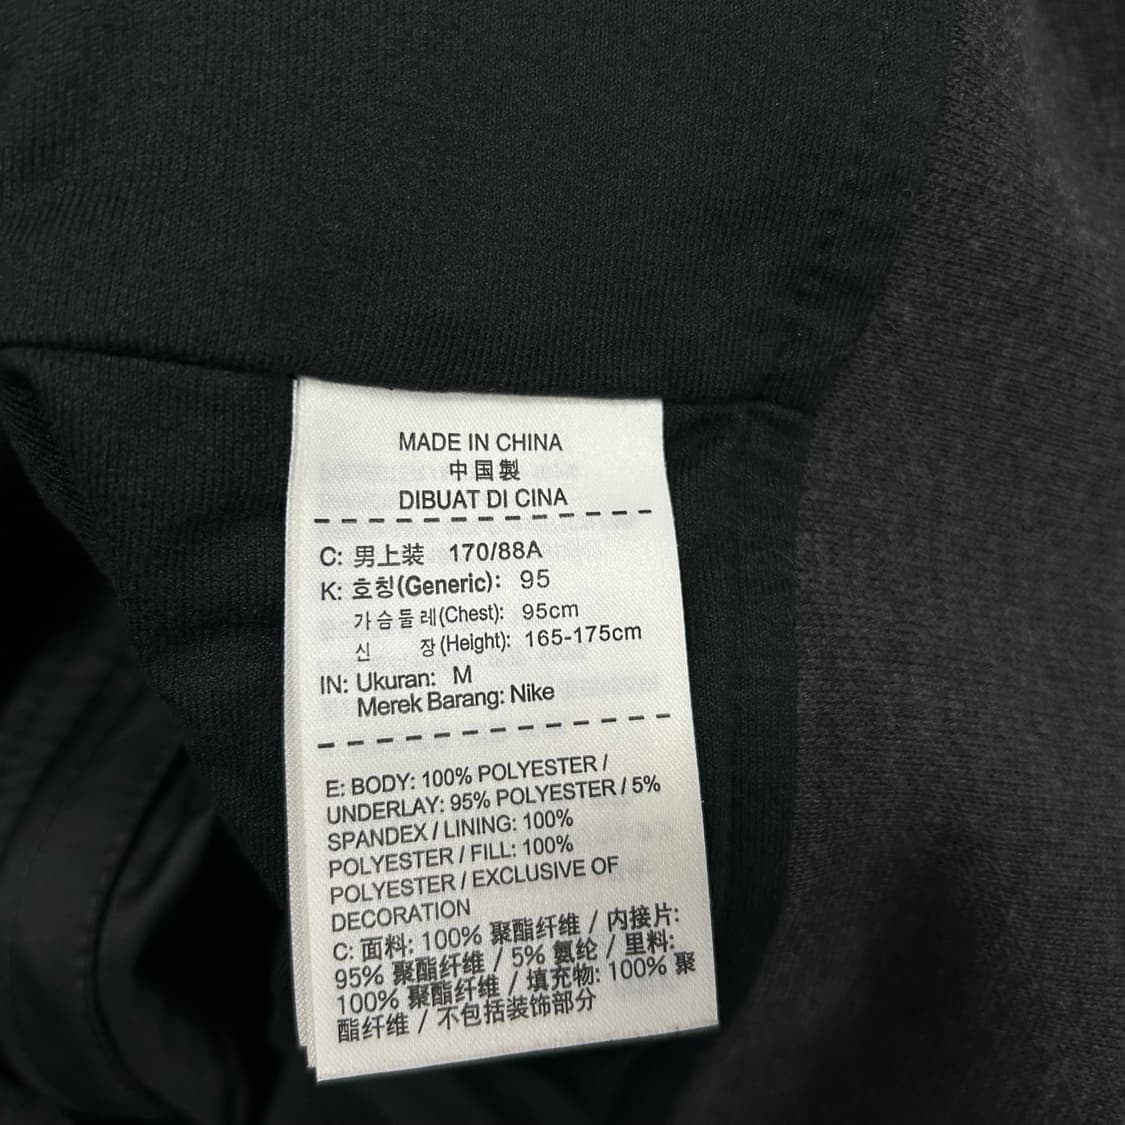 MADE IN CHINA
中国製
DIBUAT DI CINA
C: 男上装 170/88A
K: 호칭(Generic): 95
가슴둘레(Chest): 95cm
신 장(Height): 165-175cm
IN: Ukuran: M
Merek Barang: Nike
E: BODY: 100% POLYESTER /
UNDERLAY: 95% POLYESTER / 5%
SPANDEX / LINING: 100%
POLYESTER / FILL: 100%
POLYESTER / EXCLUSIVE OF
DECORATION
C: 面料: 100% 聚酯纤维 / 内接片:
95% 聚酯纤维 / 5% 氨纶 / 里料:
100% 聚酯纤维 / 填充物: 100% 聚
酯纤维 / 不包括装饰部分